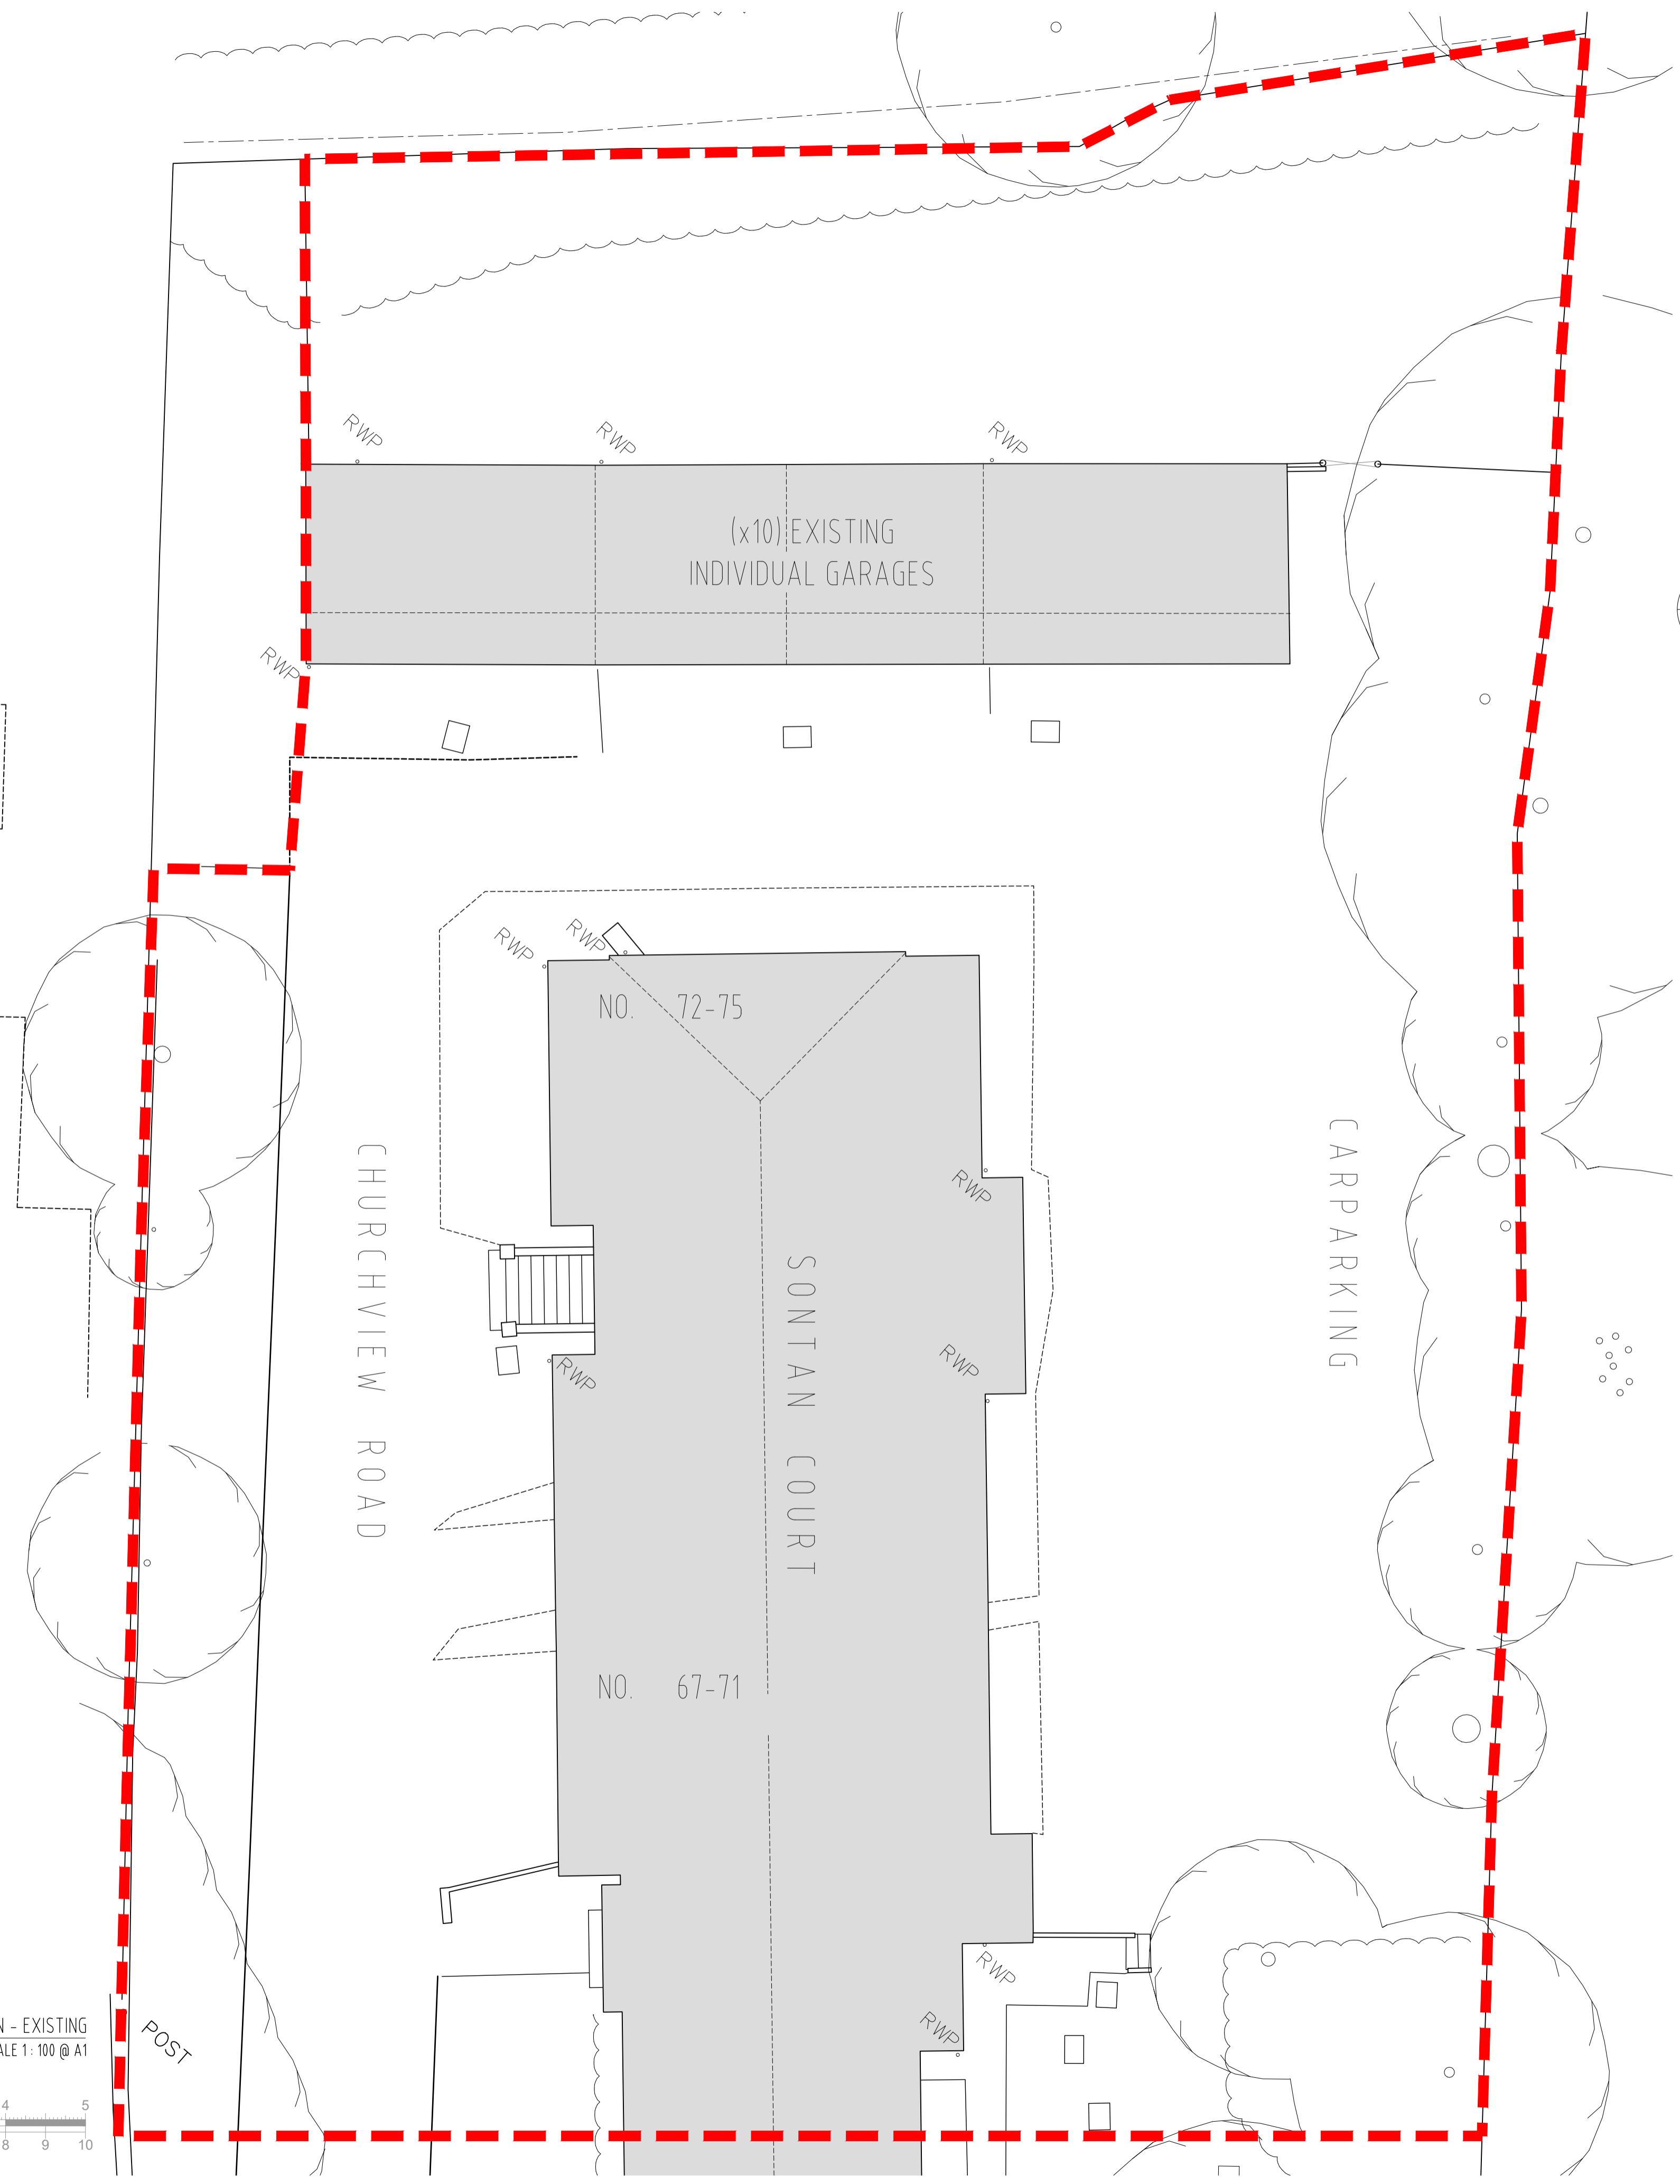 RWP
RWP
RWP
(x10) EXISTING
INDIVIDUAL GARAGES
RWP
RWP
RWP
NO. 72-75
CHURCHVIEW ROAD
SONTAN COURT
CARPARKING
RWP
RWP
RWP
NO. 67-71
RWP
RWP
POST
- EXISTING
1 : 100 @ A1
4 5
8 9 10